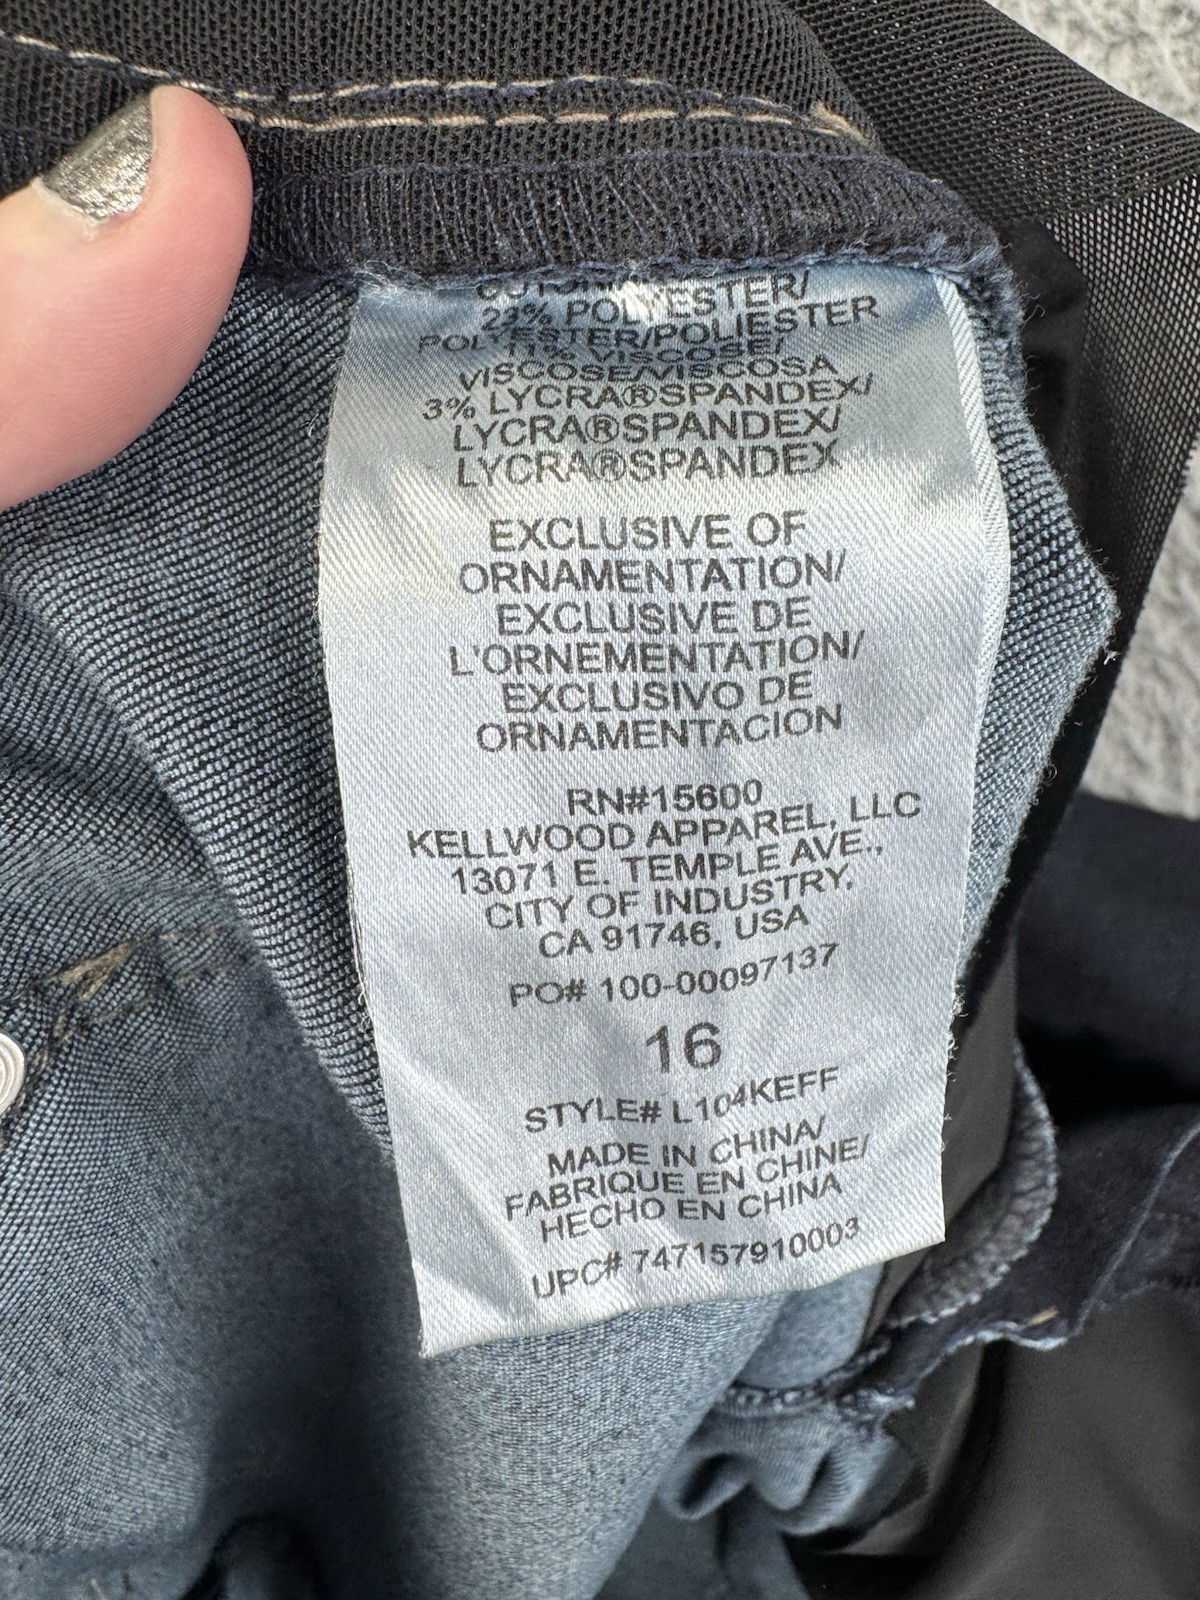 23% POLYESTER/
POLYESTER/POLIESTER
11% VISCOSE/
VISCOSE/VISCOSA
3% LYCRA®SPANDEX/
LYCRA®SPANDEX/
LYCRA®SPANDEX
EXCLUSIVE OF
ORNAMENTATION/
EXCLUSIVE DE
L'ORNEMENTATION/
EXCLUSIVO DE
ORNAMENTACION
RN#15600
KELLWOOD APPAREL, LLC
13071 E. TEMPLE AVE.,
CITY OF INDUSTRY,
CA 91746, USA
PO# 100-00097137
16
STYLE# L104KEFF
MADE IN CHINA/
FABRIQUE EN CHINE/
HECHO EN CHINA
UPC# 747157910003